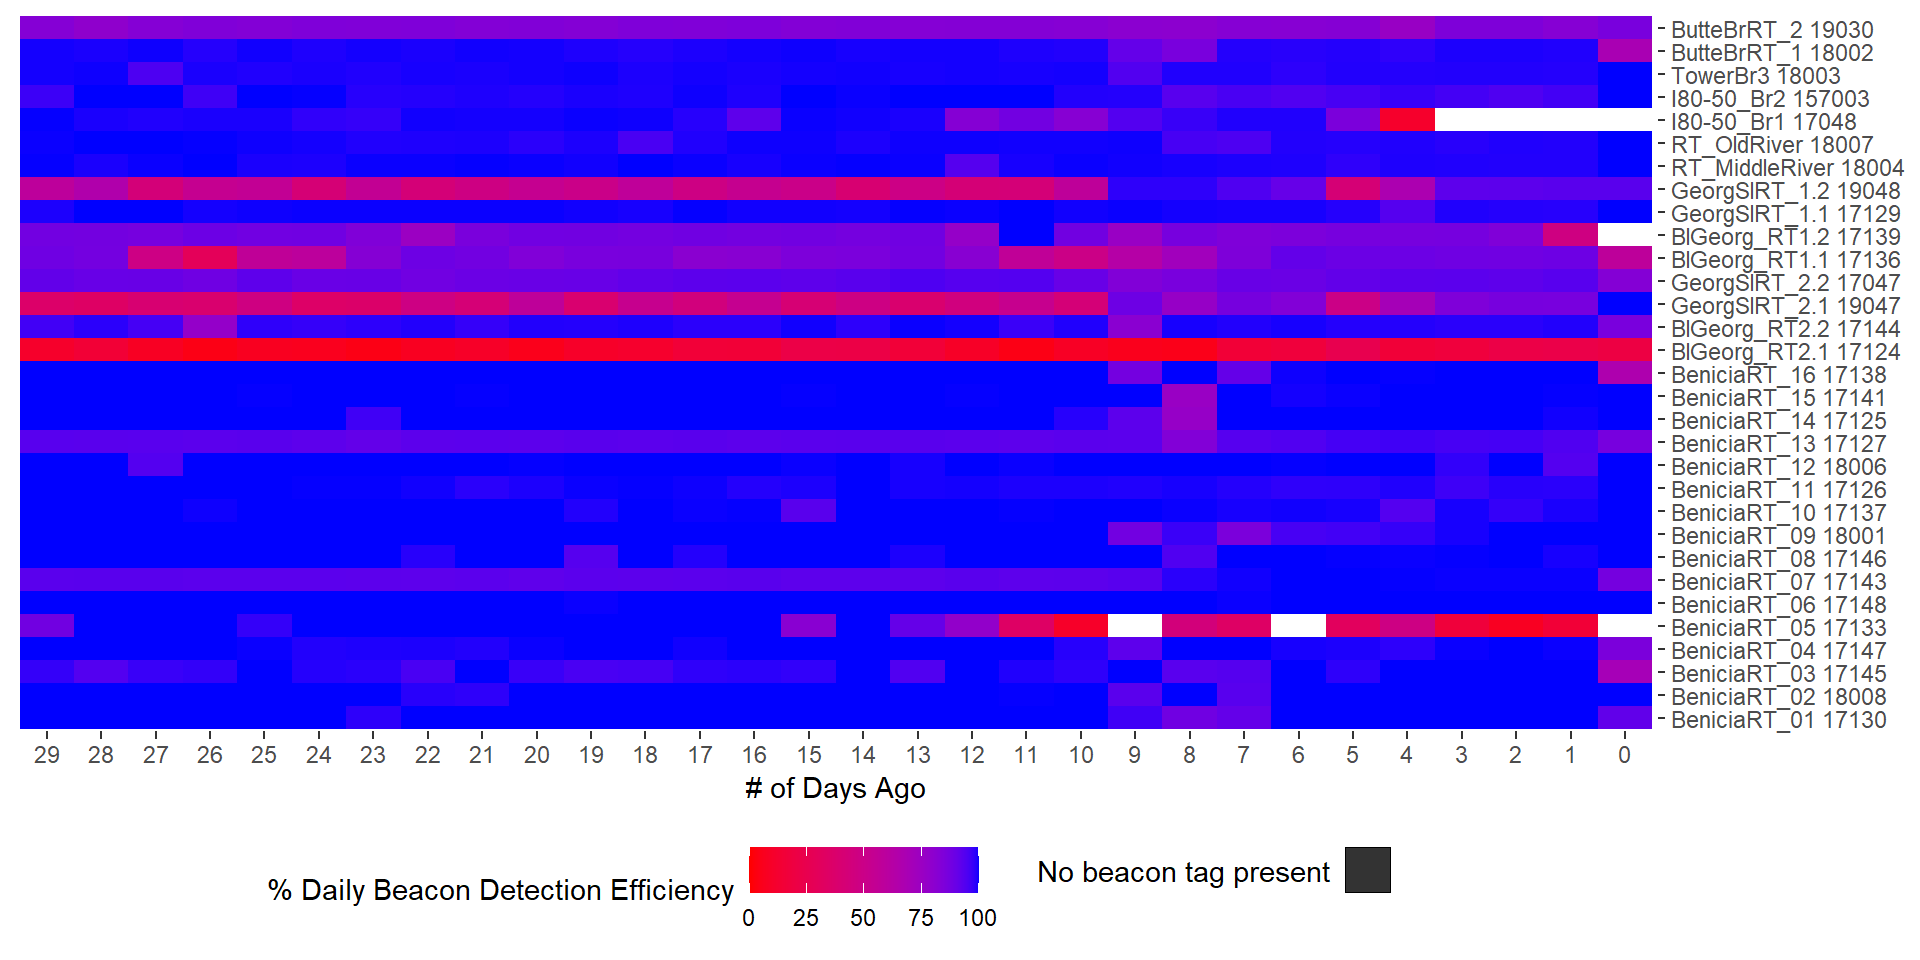 ButteBrRT_2 19030
ButteBrRT_1 18002
TowerBr3 18003
I80-50_Br2 157003
I80-50_Br1 17048
RT_OldRiver 18007
RT_MiddleRiver 18004
GeorgSlRT_1.2 19048
GeorgSlRT_1.1 17129
BlGeorg_RT1.2 17139
BlGeorg_RT1.1 17136
GeorgSlRT_2.2 17047
GeorgSlRT_2.1 19047
BlGeorg_RT2.2 17144
BlGeorg_RT2.1 17124
BeniciaRT_16 17138
BeniciaRT_15 17141
BeniciaRT_14 17125
BeniciaRT_13 17127
BeniciaRT_12 18006
BeniciaRT_11 17126
BeniciaRT_10 17137
BeniciaRT_09 18001
BeniciaRT_08 17146
BeniciaRT_07 17143
BeniciaRT_06 17148
BeniciaRT_05 17133
BeniciaRT_04 17147
BeniciaRT_03 17145
BeniciaRT_02 18008
BeniciaRT_01 17130
29 28 27 26 25 24 23 22 21 20 19 18 17 16 15 14 13 12 11 10 9 8 7 6 5 4 3 2 1 0
# of Days Ago
% Daily Beacon Detection Efficiency
0 25 50 75 100
No beacon tag present